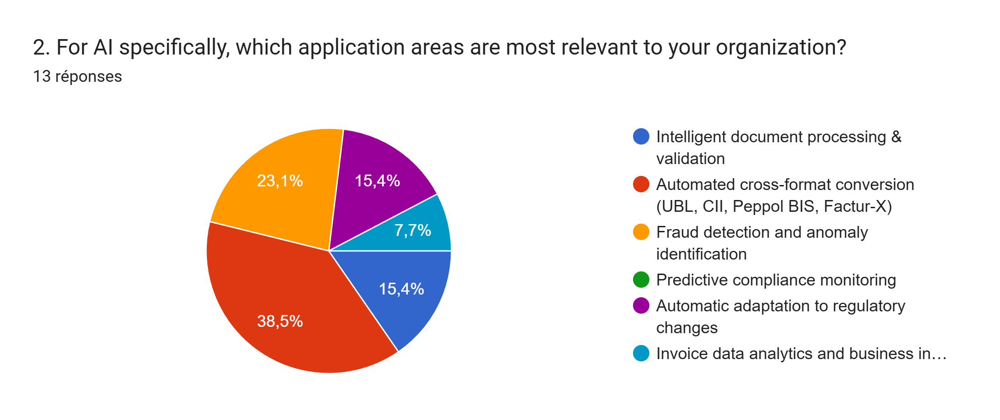 2. For AI specifically, which application areas are most relevant to your organization?
13 réponses
23,1%
15,4%
7,7%
15,4%
38,5%
Intelligent document processing &
validation
Automated cross-format conversion
(UBL, CII, Peppol BIS, Factur-X)
Fraud detection and anomaly
identification
Predictive compliance monitoring
Automatic adaptation to regulatory
changes
Invoice data analytics and business in…